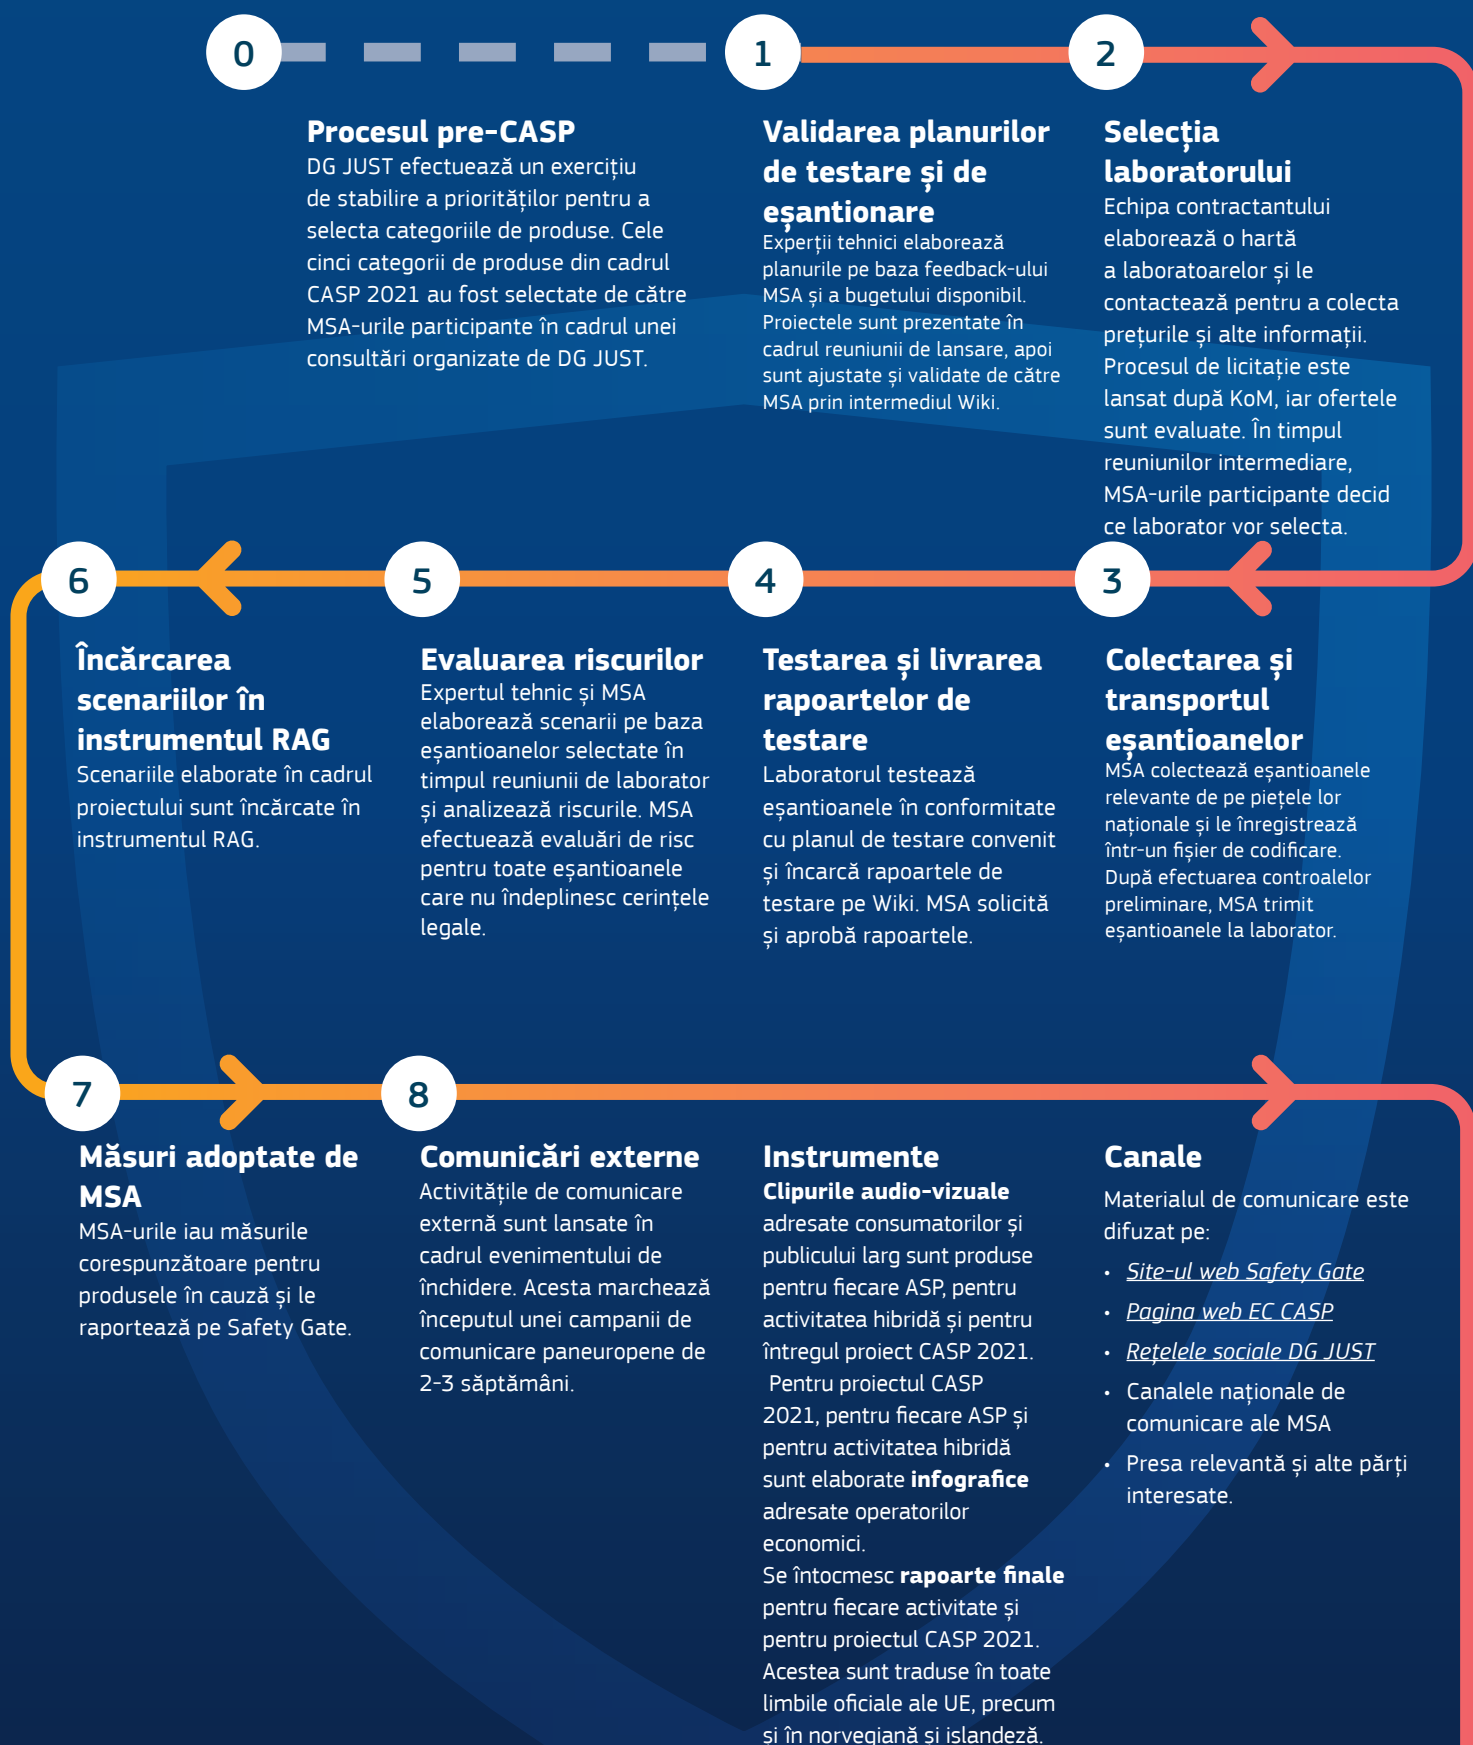 0
Procesul pre-CASP
DG JUST efectuează un exercițiu
de stabilire a priorităților pentru a
selecta categoriile de produse. Cele
cinci categorii de produse din cadrul
CASP 2021 au fost selectate de către
MSA-urile participante în cadrul unei
consultări organizate de DG JUST.
1
Validarea planurilor
de testare și de
eșantionare
Experții tehnici elaborează
planurile pe baza feedback-ului
MSA și a bugetului disponibil.
Proiectele sunt prezentate în
cadrul reuniunii de lansare, apoi
sunt ajustate și validate de către
MSA prin intermediul Wiki.
2
Selecția
laboratorului
Echipa contractantului
elaborează o hartă
a laboratoarelor și le
contactează pentru a colecta
prețurile și alte informații.
Procesul de licitație este
lansat după KoM, iar ofertele
sunt evaluate. În timpul
reuniunilor intermediare,
MSA-urile participante decid
ce laborator vor selecta.
3
Colectarea și
transportul
eșantioanelor
MSA colectează eșantioanele
relevante de pe piețele lor
naționale și le înregistrează
într-un fișier de codificare.
După efectuarea controalelor
preliminare, MSA trimit
eșantioanele la laborator.
4
Testarea și livrarea
rapoartelor de
testare
Laboratorul testează
eșantioanele în conformitate
cu planul de testare convenit
și încarcă rapoartele de
testare pe Wiki. MSA solicită
și aprobă rapoartele.
5
Evaluarea riscurilor
Expertul tehnic și MSA
elaborează scenarii pe baza
eșantioanelor selectate în
timpul reuniunii de laborator
și analizează riscurile. MSA
efectuează evaluări de risc
pentru toate eșantioanele
care nu îndeplinesc cerințele
legale.
6
Încărcarea
scenariilor în
instrumentul RAG
Scenariile elaborate în cadrul
proiectului sunt încărcate în
instrumentul RAG.
7
Măsuri adoptate de
MSA
MSA-urile iau măsurile
corespunzătoare pentru
produsele în cauză și le
raportează pe Safety Gate.
8
Comunicări externe
Activitățile de comunicare
externă sunt lansate în
cadrul evenimentului de
închidere. Acesta marchează
începutul unei campanii de
comunicare paneuropene de
2-3 săptămâni.
Instrumente
Clipurile audio-vizuale
adresate consumatorilor și
publicului larg sunt produse
pentru fiecare ASP, pentru
activitatea hibridă și pentru
întregul proiect CASP 2021.
Pentru proiectul CASP
2021, pentru fiecare ASP și
pentru activitatea hibridă
sunt elaborate infografice
adresate operatorilor
economici.
Se întocmesc rapoarte finale
pentru fiecare activitate și
pentru proiectul CASP 2021.
Acestea sunt traduse în toate
limbile oficiale ale UE, precum
și în norvegiană și islandeză.
Canale
Materialul de comunicare este
difuzat pe:
• Site-ul web Safety Gate
• Pagina web EC CASP
• Rețelele sociale DG JUST
• Canalele naționale de
comunicare ale MSA
• Presa relevantă și alte părți
interesate.